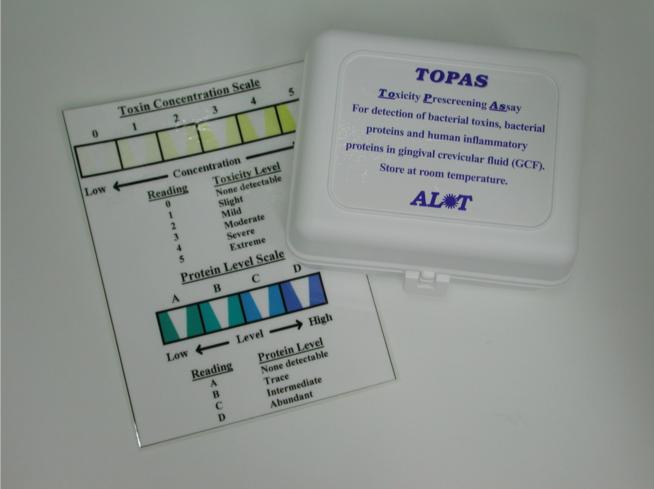 Toxin Concentration Scale
0 1 2 3 4 5
Low Concentration
Reading Toxicity Level
0 None detectable
1 Slight
2 Mild
3 Moderate
4 Severe
5 Extreme
Protein Level Scale
A B C D
Low Level High
Reading Protein Level
A None detectable
B Trace
C Intermediate
D Abundant
TOPAS
Toxicity Prescreening Assay
For detection of bacterial toxins, bacterial
proteins and human inflammatory
proteins in gingival crevicular fluid (GCF).
Store at room temperature.
AL T